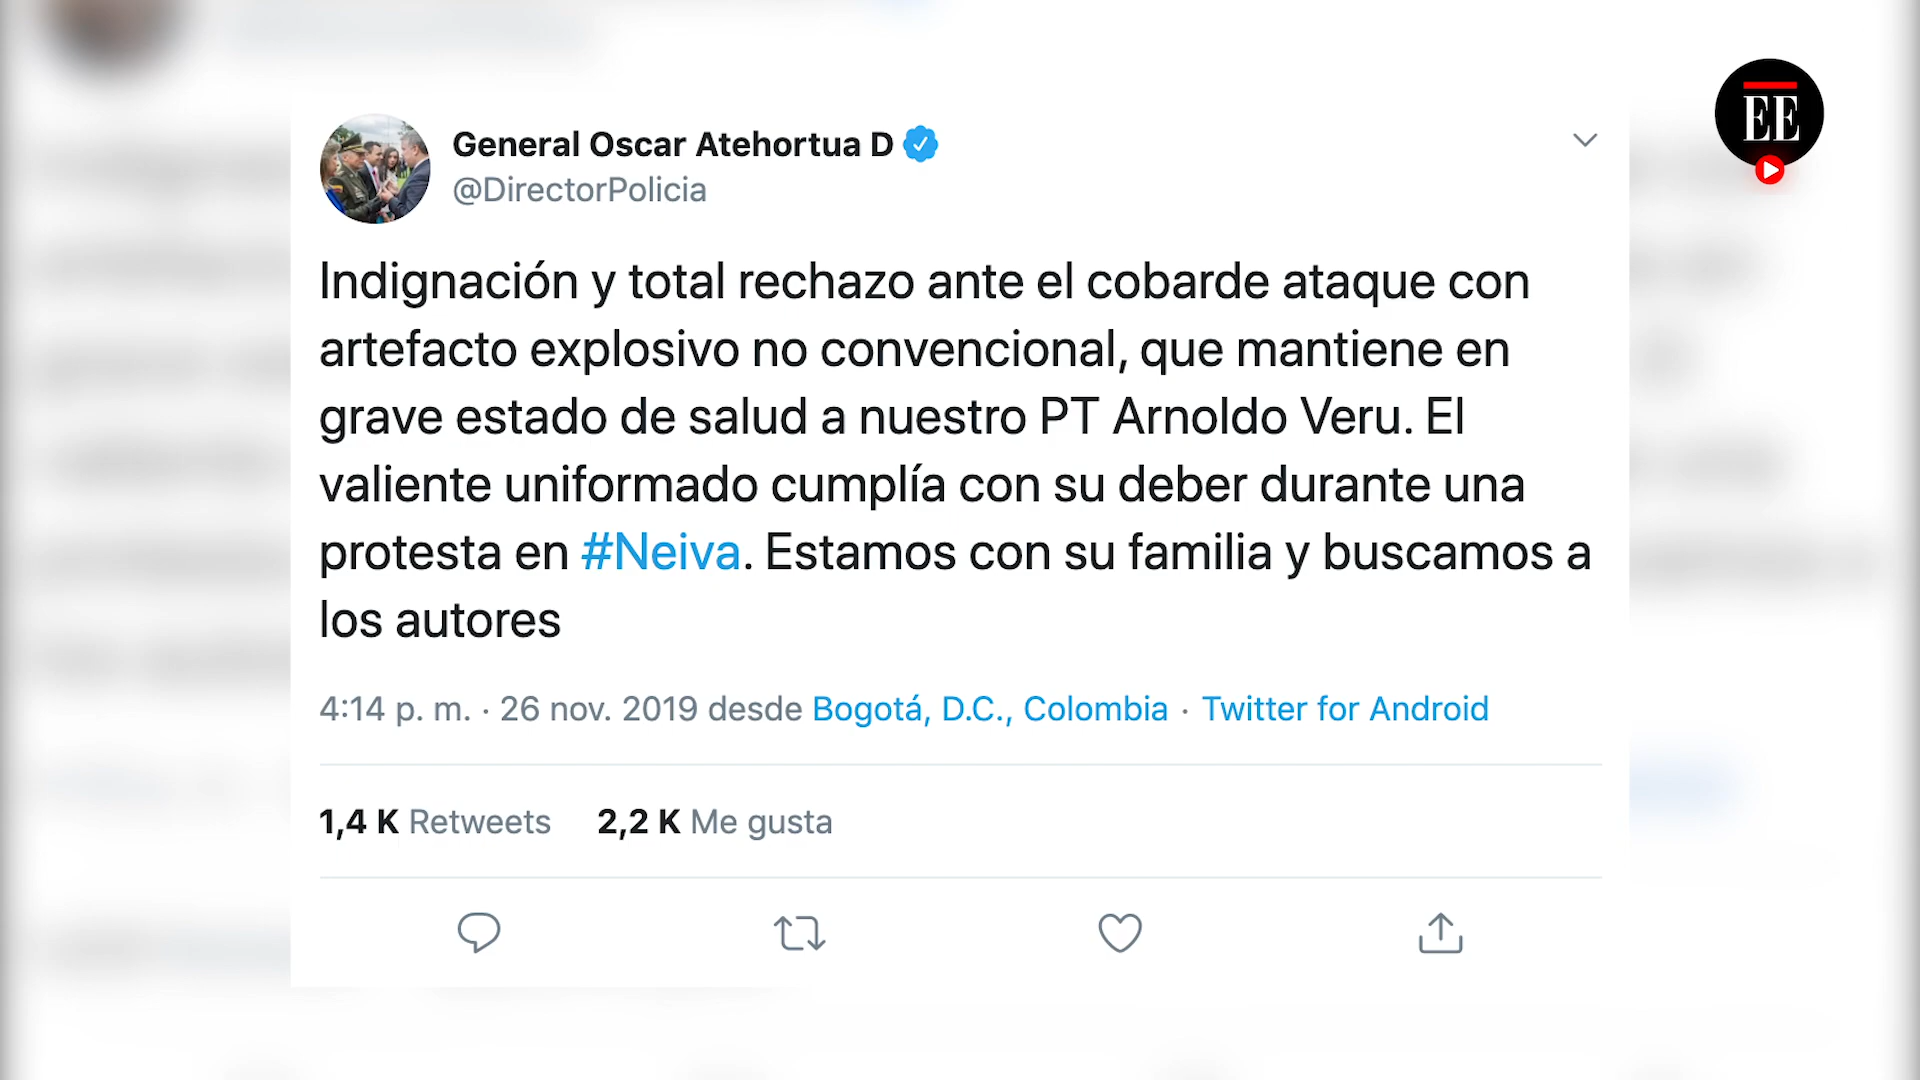 General Oscar Atehortua D
@DirectorPolicia
EE
Indignación y total rechazo ante el cobarde ataque con
artefacto explosivo no convencional, que mantiene en
grave estado de salud a nuestro PT Arnoldo Veru. El
valiente uniformado cumplía con su deber durante una
protesta en #Neiva. Estamos con su familia y buscamos a
los autores
4:14 p. m. · 26 nov. 2019 desde Bogotá, D.C., Colombia · Twitter for Android
1,4 K Retweets 2,2 K Me gusta